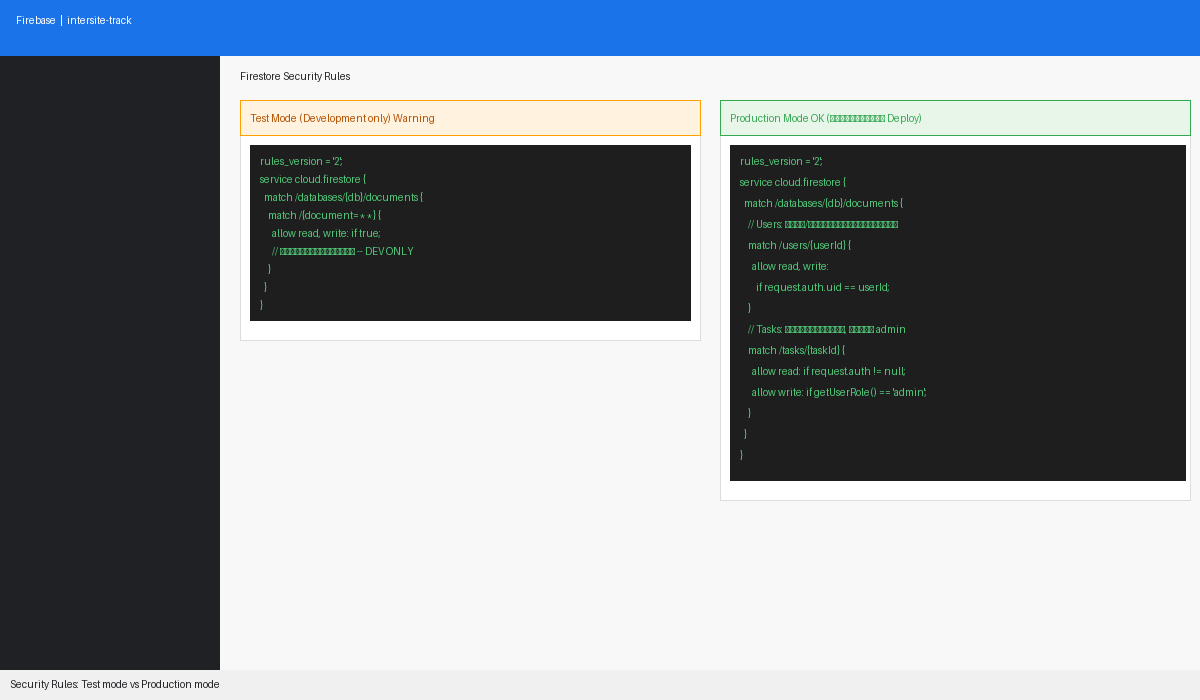 Firebase | intersite-track
Firestore Security Rules
Test Mode (Development only) Warning
rules_version = '2';
service cloud.firestore {
match /databases/{db}/documents {
match /{document=**} {
allow read, write: if true;
// -- DEV ONLY
}
}
}
Production Mode OK ( Deploy)
rules_version = '2';
service cloud.firestore {
match /databases/{db}/documents {
// Users: /
match /users/{userId} {
allow read, write:
if request.auth.uid == userId;
}
// Tasks: , admin
match /tasks/{taskId} {
allow read: if request.auth != null;
allow write: if getUserRole() == 'admin';
}
}
}
Security Rules: Test mode vs Production mode